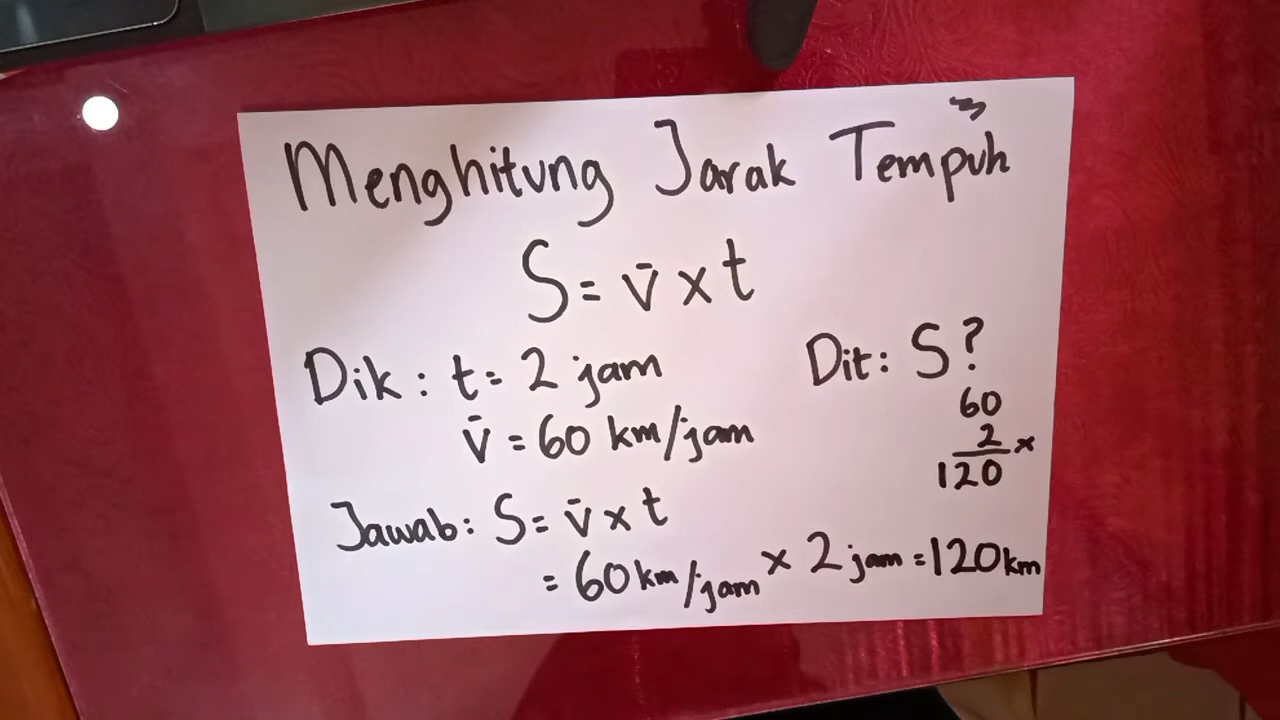 Menghitung Jarak Tempuh
S = v̄ x t
Dik : t = 2 jam
v̄ = 60 km/jam
Dit : S?
60
2 x
120
Jawab : S = v̄ x t
= 60 km/jam x 2 jam = 120 km